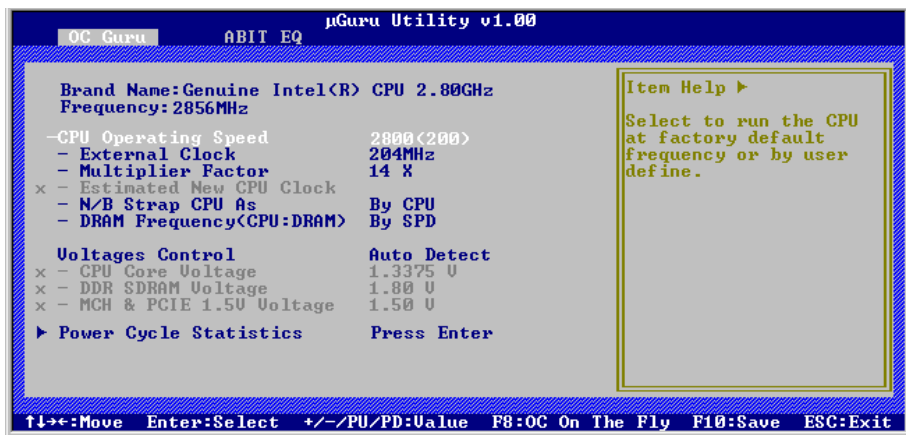 µGuru Utility v1.00
OC Guru ABIT EQ
Brand Name:Genuine Intel(R) CPU 2.80GHz
Frequency:2856MHz
—CPU Operating Speed 2800(200)
- External Clock 204MHz
- Multiplier Factor 14 X
x - Estimated New CPU Clock
- N/B Strap CPU As By CPU
- DRAM Frequency(CPU:DRAM) By SPD
Voltages Control Auto Detect
x - CPU Core Voltage 1.3375 V
x - DDR SDRAM Voltage 1.80 V
x - MCH & PCIE 1.5V Voltage 1.50 V
▶ Power Cycle Statistics Press Enter
Item Help ▶
Select to run the CPU
at factory default
frequency or by user
define.
↑↓→←:Move Enter:Select +/-/PU/PD:Value F8:OC On The Fly F10:Save ESC:Exit